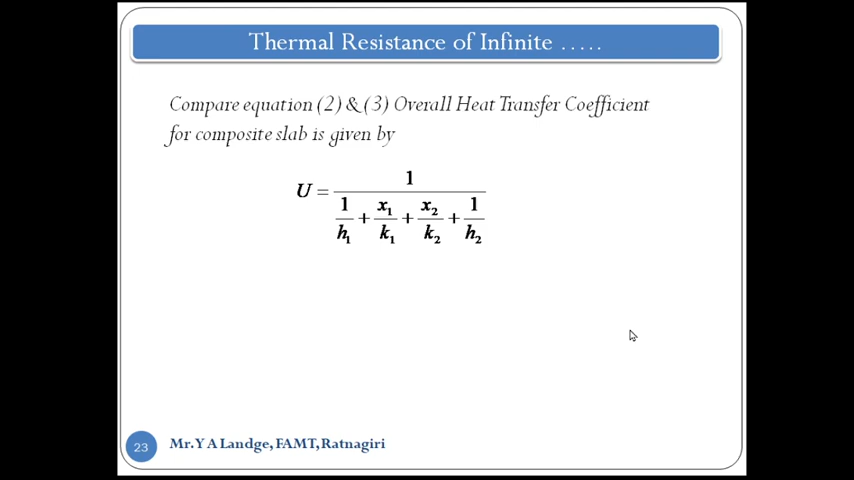 Thermal Resistance of Infinite .....
Compare equation (2) & (3) Overall Heat Transfer Coefficient
for composite slab is given by
U = 1 / (1/h₁ + x₁/k₁ + x₂/k₂ + 1/h₂)
23 Mr.Y A Landge, FAMT, Ratnagiri